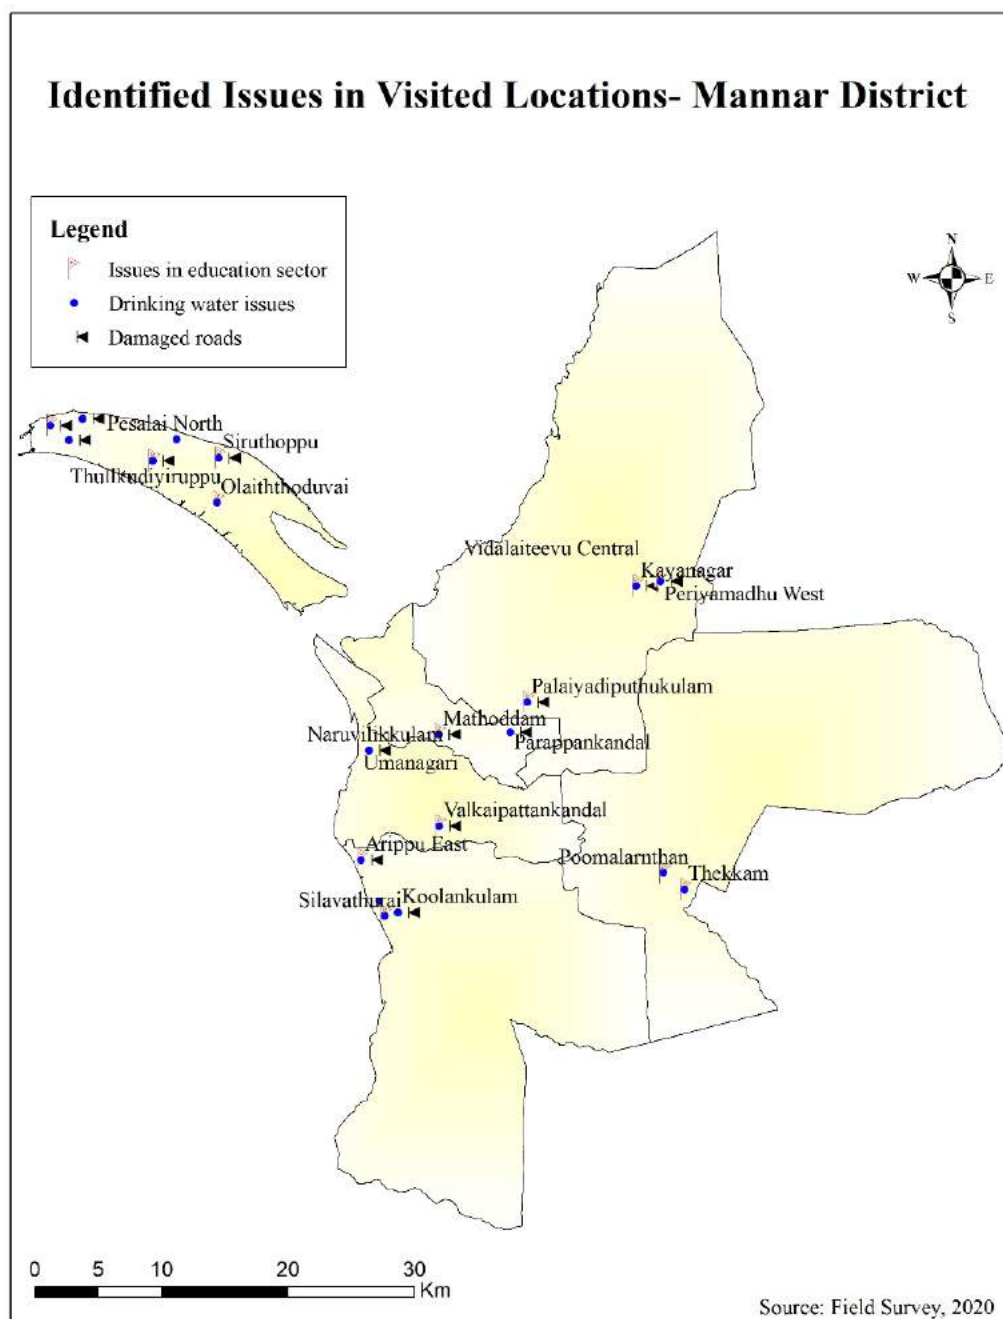 Identified Issues in Visited Locations- Mannar District
Legend
Issues in education sector
Drinking water issues
Damaged roads
N
W E
S
Pesalai North
Siruthoppu
Thullkudiyiruppu
Olaiththoduvai
Vidalaiteevu Central
Kayanagar
Periyamadhu West
Palaiyadiputhukulam
Mathoddam
Naruvilikkulam
Parappankandal
Umanagari
Valkaipattankandal
Arippu East
Poomalarnthan
Thekkam
Silavathurai
Koolankulam
0 5 10 20 30
Km
Source: Field Survey, 2020